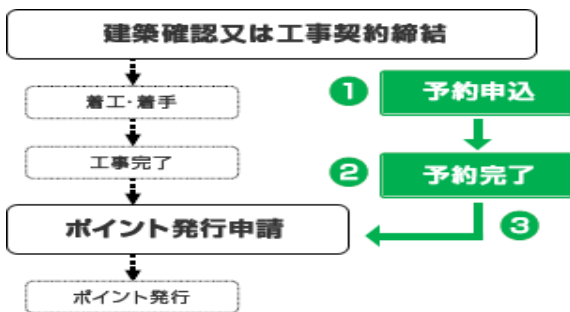 建築確認又は工事契約締結
着工・着手
❶ 予約申込
工事完了
❷ 予約完了
ポイント発行申請
❸
ポイント発行